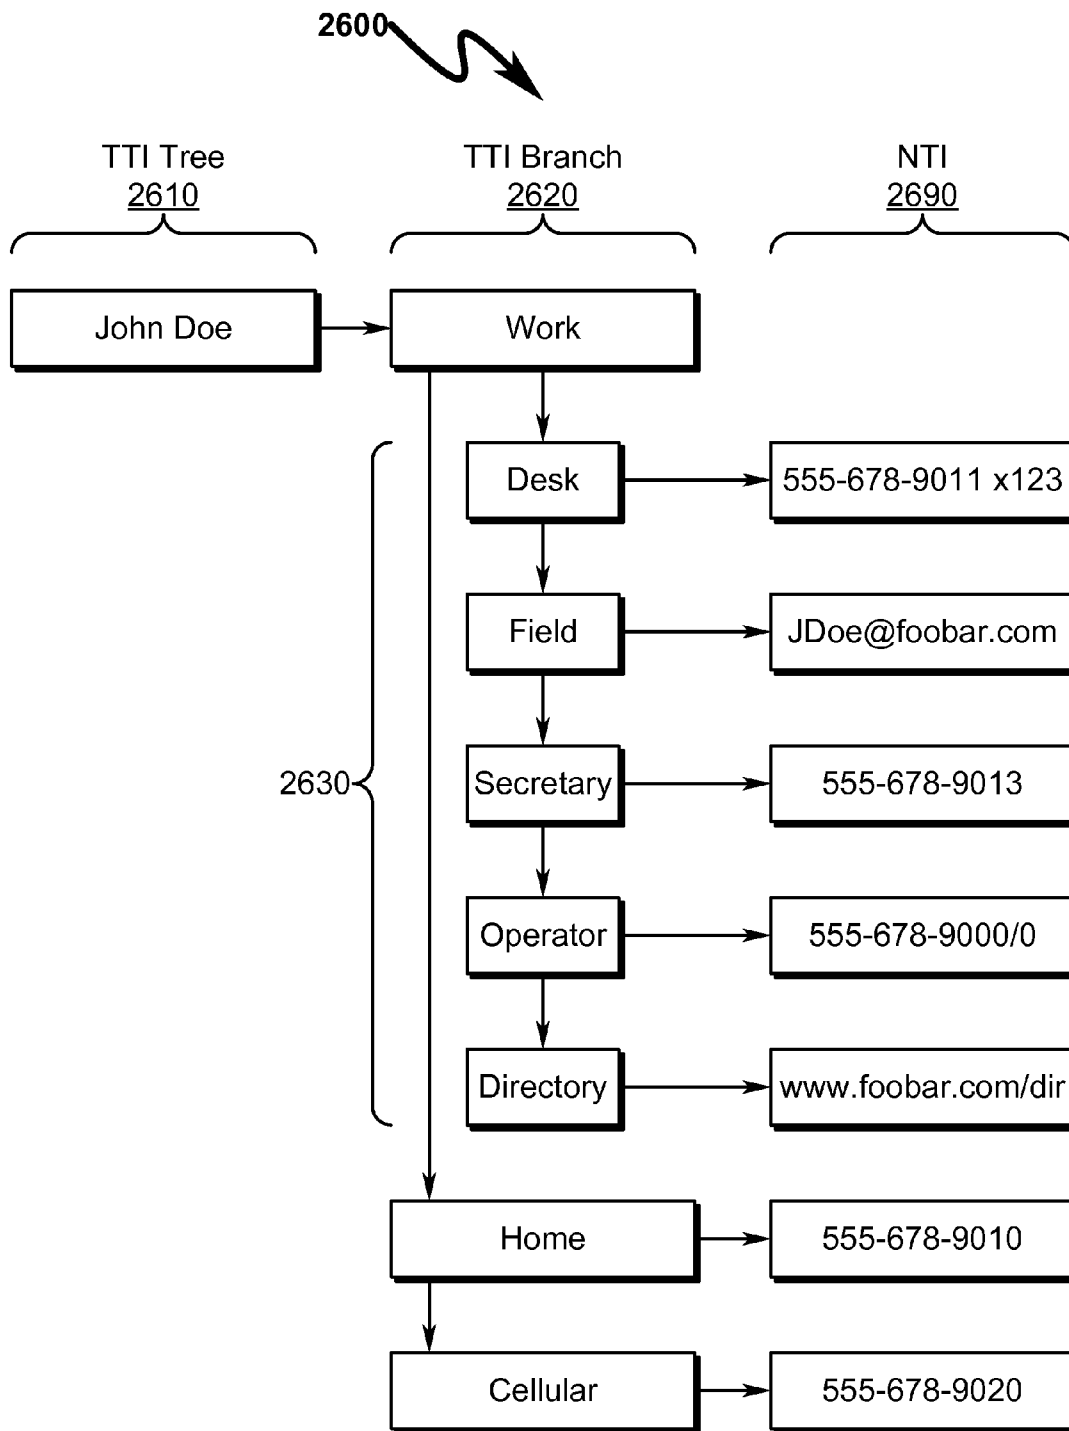 2600
TTI Tree
2610
TTI Branch
2620
NTI
2690
John Doe
Work
Desk
555-678-9011 x123
Field
JDoe@foobar.com
2630
Secretary
555-678-9013
Operator
555-678-9000/0
Directory
www.foobar.com/dir
Home
555-678-9010
Cellular
555-678-9020